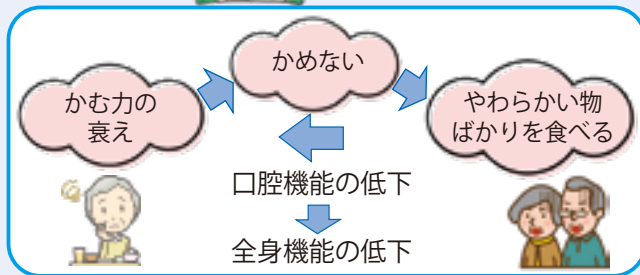 かめない
かむ力の
衰え
やわらかい物
ばかりを食べる
口腔機能の低下
全身機能の低下